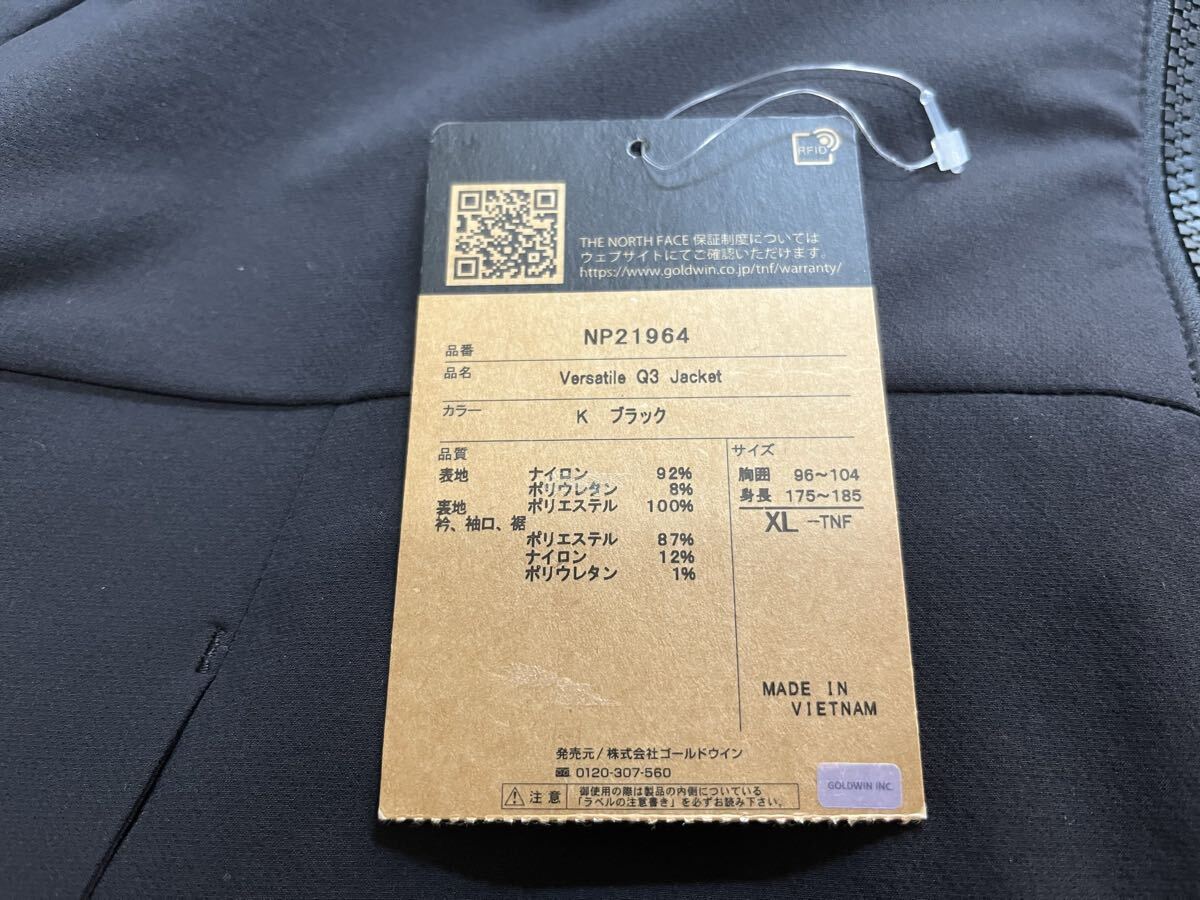 RFID
THE NORTH FACE 保証制度については
ウェブサイトにてご確認いただけます。
https://www.goldwin.co.jp/tnf/warranty/
品番 NP21964
品名 Versatile Q3 Jacket
カラー K ブラック
品質
表地 ナイロン 92%
ポリウレタン 8%
裏地 ポリエステル 100%
衿、袖口、裾
ポリエステル 87%
ナイロン 12%
ポリウレタン 1%
サイズ
胸囲 96~104
身長 175~185
XL -TNF
MADE IN
VIETNAM
発売元/株式会社ゴールドウイン
0120-307-560
注意
御使用の際は製品の内側についている
「ラベルの注意書き」を必ずお読み下さい。
GOLDWIN INC.